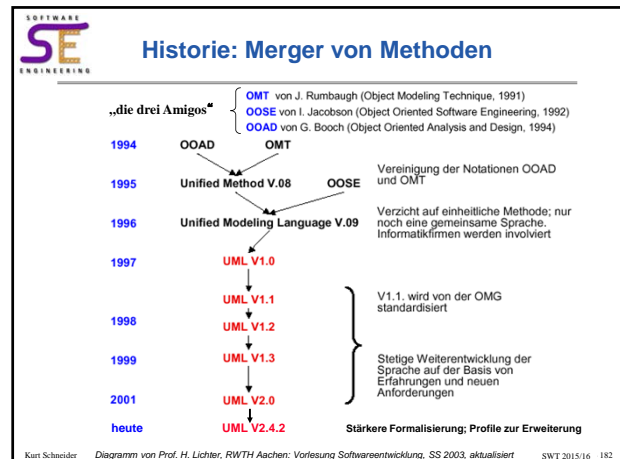 SOFTWARE
SE
ENGINEERING
Historie: Merger von Methoden
„die drei Amigos“
OMT von J. Rumbaugh (Object Modeling Technique, 1991)
OOSE von I. Jacobson (Object Oriented Software Engineering, 1992)
OOAD von G. Booch (Object Oriented Analysis and Design, 1994)
1994 OOAD OMT
1995 Unified Method V.08 OOSE
Vereinigung der Notationen OOAD
und OMT
1996 Unified Modeling Language V.09
Verzicht auf einheitliche Methode; nur
noch eine gemeinsame Sprache.
Informatikfirmen werden involviert
1997 UML V1.0
UML V1.1
V1.1. wird von der OMG
standardisiert
1998 UML V1.2
1999 UML V1.3
Stetige Weiterentwicklung der
Sprache auf der Basis von
Erfahrungen und neuen
Anforderungen
2001 UML V2.0
heute UML V2.4.2 Stärkere Formalisierung; Profile zur Erweiterung
Kurt Schneider Diagramm von Prof. H. Lichter, RWTH Aachen: Vorlesung Softwareentwicklung, SS 2003, aktualisiert SWT 2015/16 182